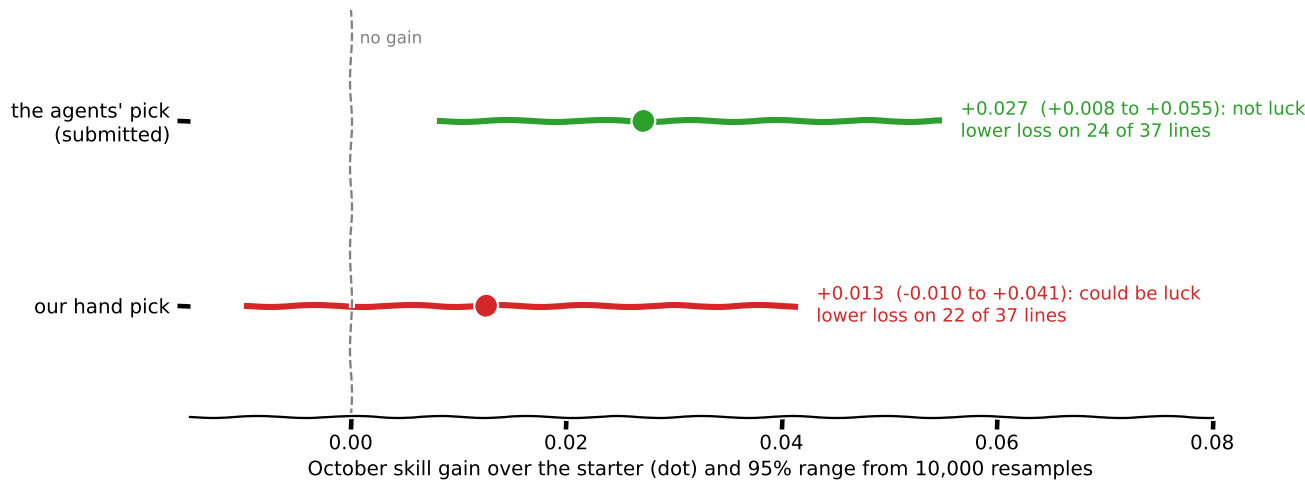 no gain
the agents' pick
(submitted)
+0.027  (+0.008 to +0.055): not luck
lower loss on 24 of 37 lines
our hand pick
+0.013  (-0.010 to +0.041): could be luck
lower loss on 22 of 37 lines
0.00 0.02 0.04 0.06 0.08
October skill gain over the starter (dot) and 95% range from 10,000 resamples